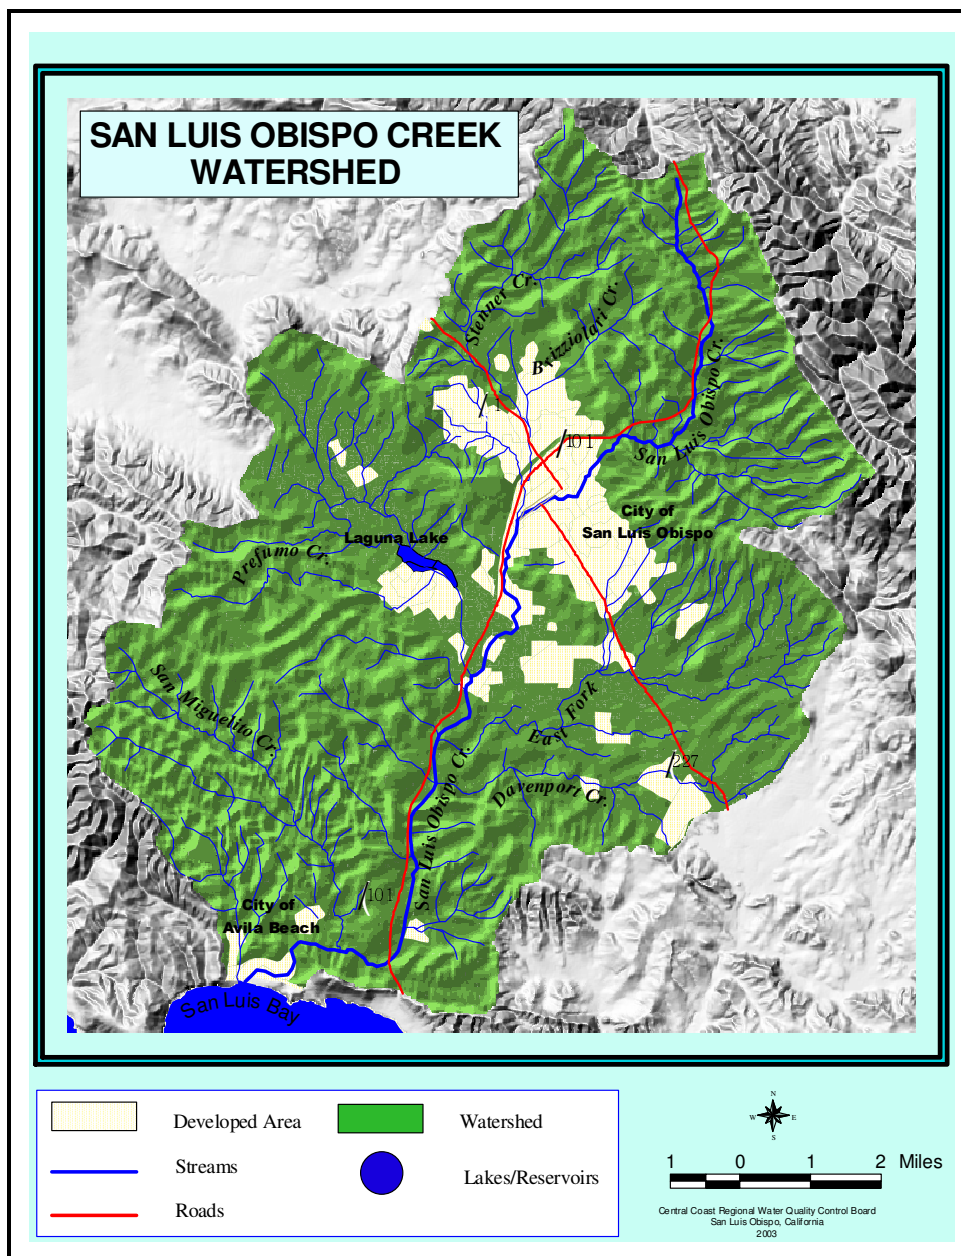 SAN LUIS OBISPO CREEK
WATERSHED
Stenner Cr.
Brizziolari Cr.
1
101
San Luis Obispo Cr.
City of
San Luis Obispo
Laguna Lake
Prefumo Cr.
San Miguelito Cr.
East Fork
227
Davenport Cr.
San Luis Obispo Cr.
101
City of
Avila Beach
San Luis Bay
Developed Area
Watershed
Streams
Lakes/Reservoirs
Roads
N
W
E
S
1 0 1 2 Miles
Central Coast Regional Water Quality Control Board
San Luis Obispo, California
2003